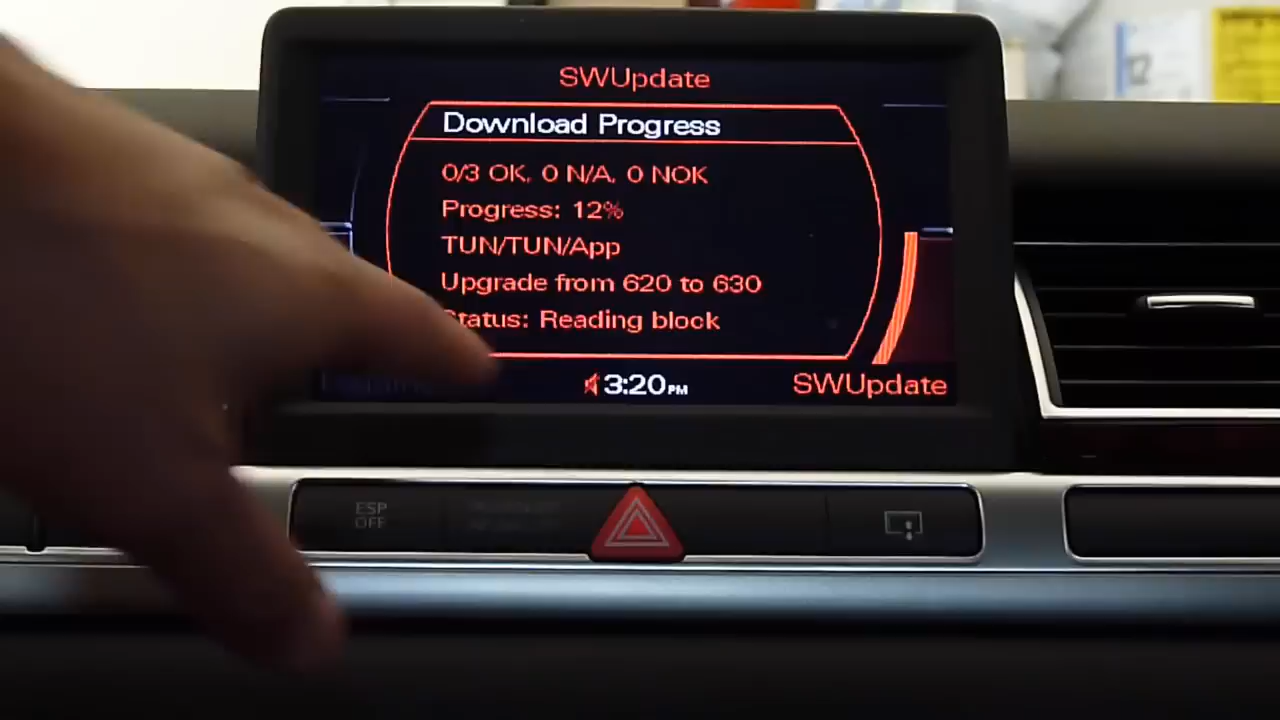 SWUpdate
Download Progress
0/3 OK, 0 N/A, 0 NOK
Progress: 12%
TUN/TUN/App
Upgrade from 620 to 630
Status: Reading block
3:20 PM
SWUpdate
ESP
OFF
12